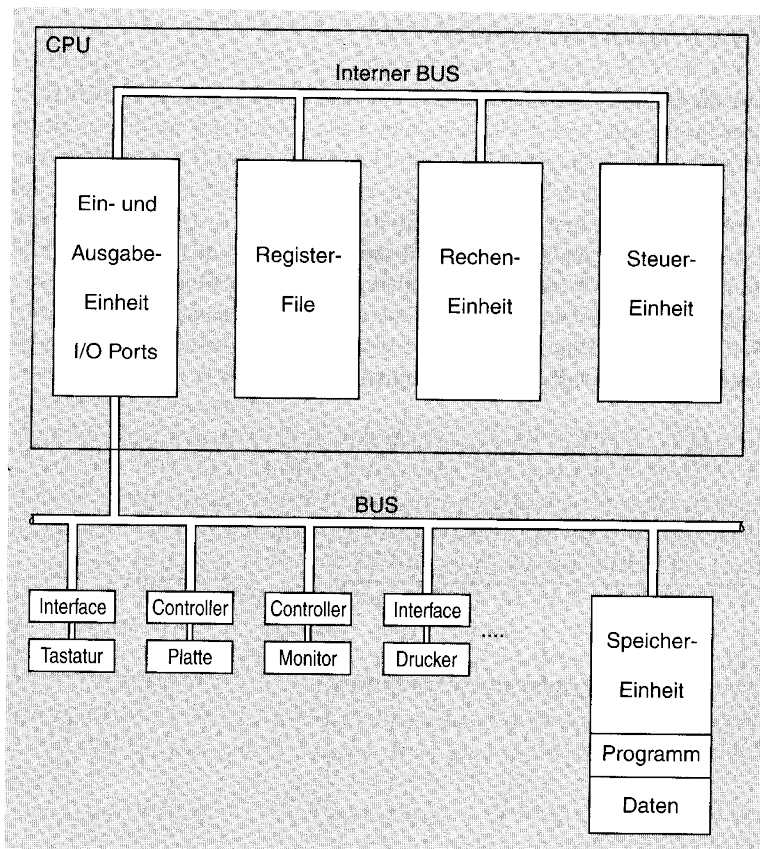 CPU
Interner BUS
Ein- und
Ausgabe-
Einheit
I/O Ports
Register-
File
Rechen-
Einheit
Steuer-
Einheit
BUS
Interface
Tastatur
Controller
Platte
Controller
Monitor
Interface
Drucker
....
Speicher-
Einheit
Programm
Daten